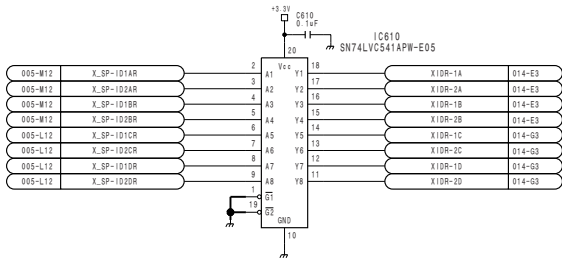 +3.3V
C610
0.1uF
IC610
SN74LVC541APW-E05
20
Vcc
005-M12 X_SP-ID1AR 2 A1 Y1 18 XIDR-1A 014-E3
005-M12 X_SP-ID2AR 3 A2 Y2 17 XIDR-2A 014-E3
005-M12 X_SP-ID1BR 4 A3 Y3 16 XIDR-1B 014-E3
005-M12 X_SP-ID2BR 5 A4 Y4 15 XIDR-2B 014-E3
005-L12 X_SP-ID1CR 6 A5 Y5 14 XIDR-1C 014-G3
005-L12 X_SP-ID2CR 7 A6 Y6 13 XIDR-2C 014-G3
005-L12 X_SP-ID1DR 8 A7 Y7 12 XIDR-1D 014-G3
005-L12 X_SP-ID2DR 9 A8 Y8 11 XIDR-2D 014-G3
1 G1
19 G2
GND
10